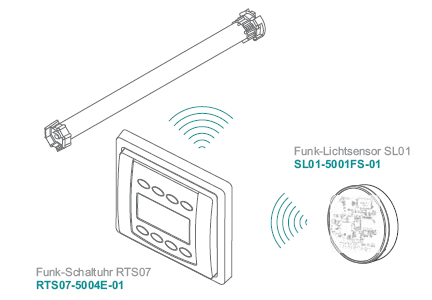 Funk-Lichtsensor SL01
SL01-5001FS-01
Funk-Schaltuhr RTS07
RTS07-5004E-01